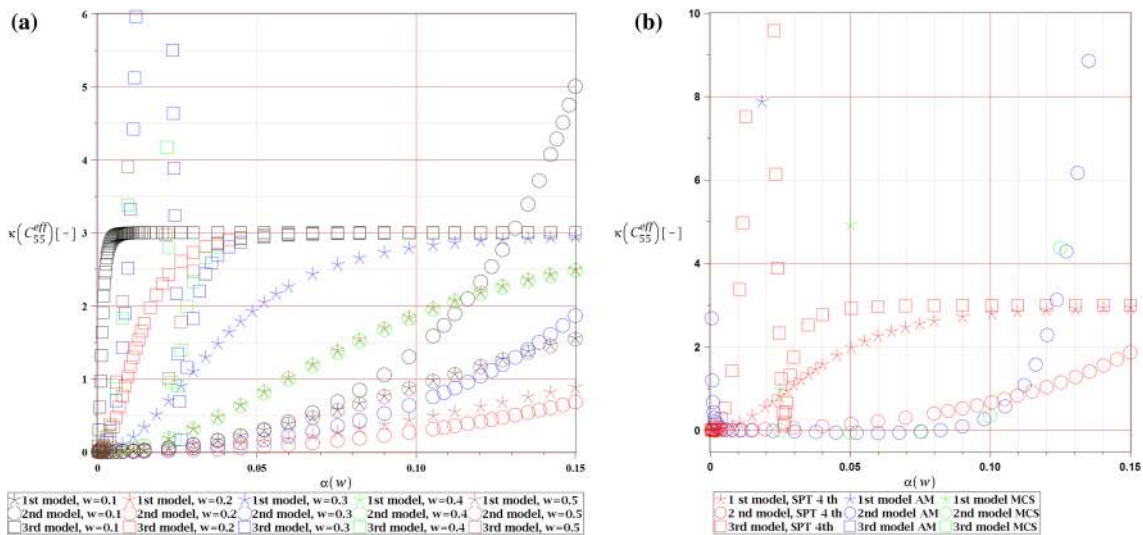 (a)
6
5
4
κ(C55^eff)[-]
3
2
1
0
0
0.05
0.10
0.15
α(w)
1st model, w=0.1
1st model, w=0.2
1st model, w=0.3
1st model, w=0.4
1st model, w=0.5
2nd model, w=0.1
2nd model, w=0.2
2nd model, w=0.3
2nd model, w=0.4
2nd model, w=0.5
3rd model, w=0.1
3rd model, w=0.2
3rd model, w=0.3
3rd model, w=0.4
3rd model, w=0.5
(b)
10
8
6
κ(C55^eff)[-]
4
2
0
0
0.05
0.10
0.15
α(w)
1 st model, SPT 4 th
1st model AM
1st model MCS
2 nd model, SPT 4 th
2nd model AM
2nd model MCS
3rd model, SPT 4th
3rd model AM
3rd model MCS